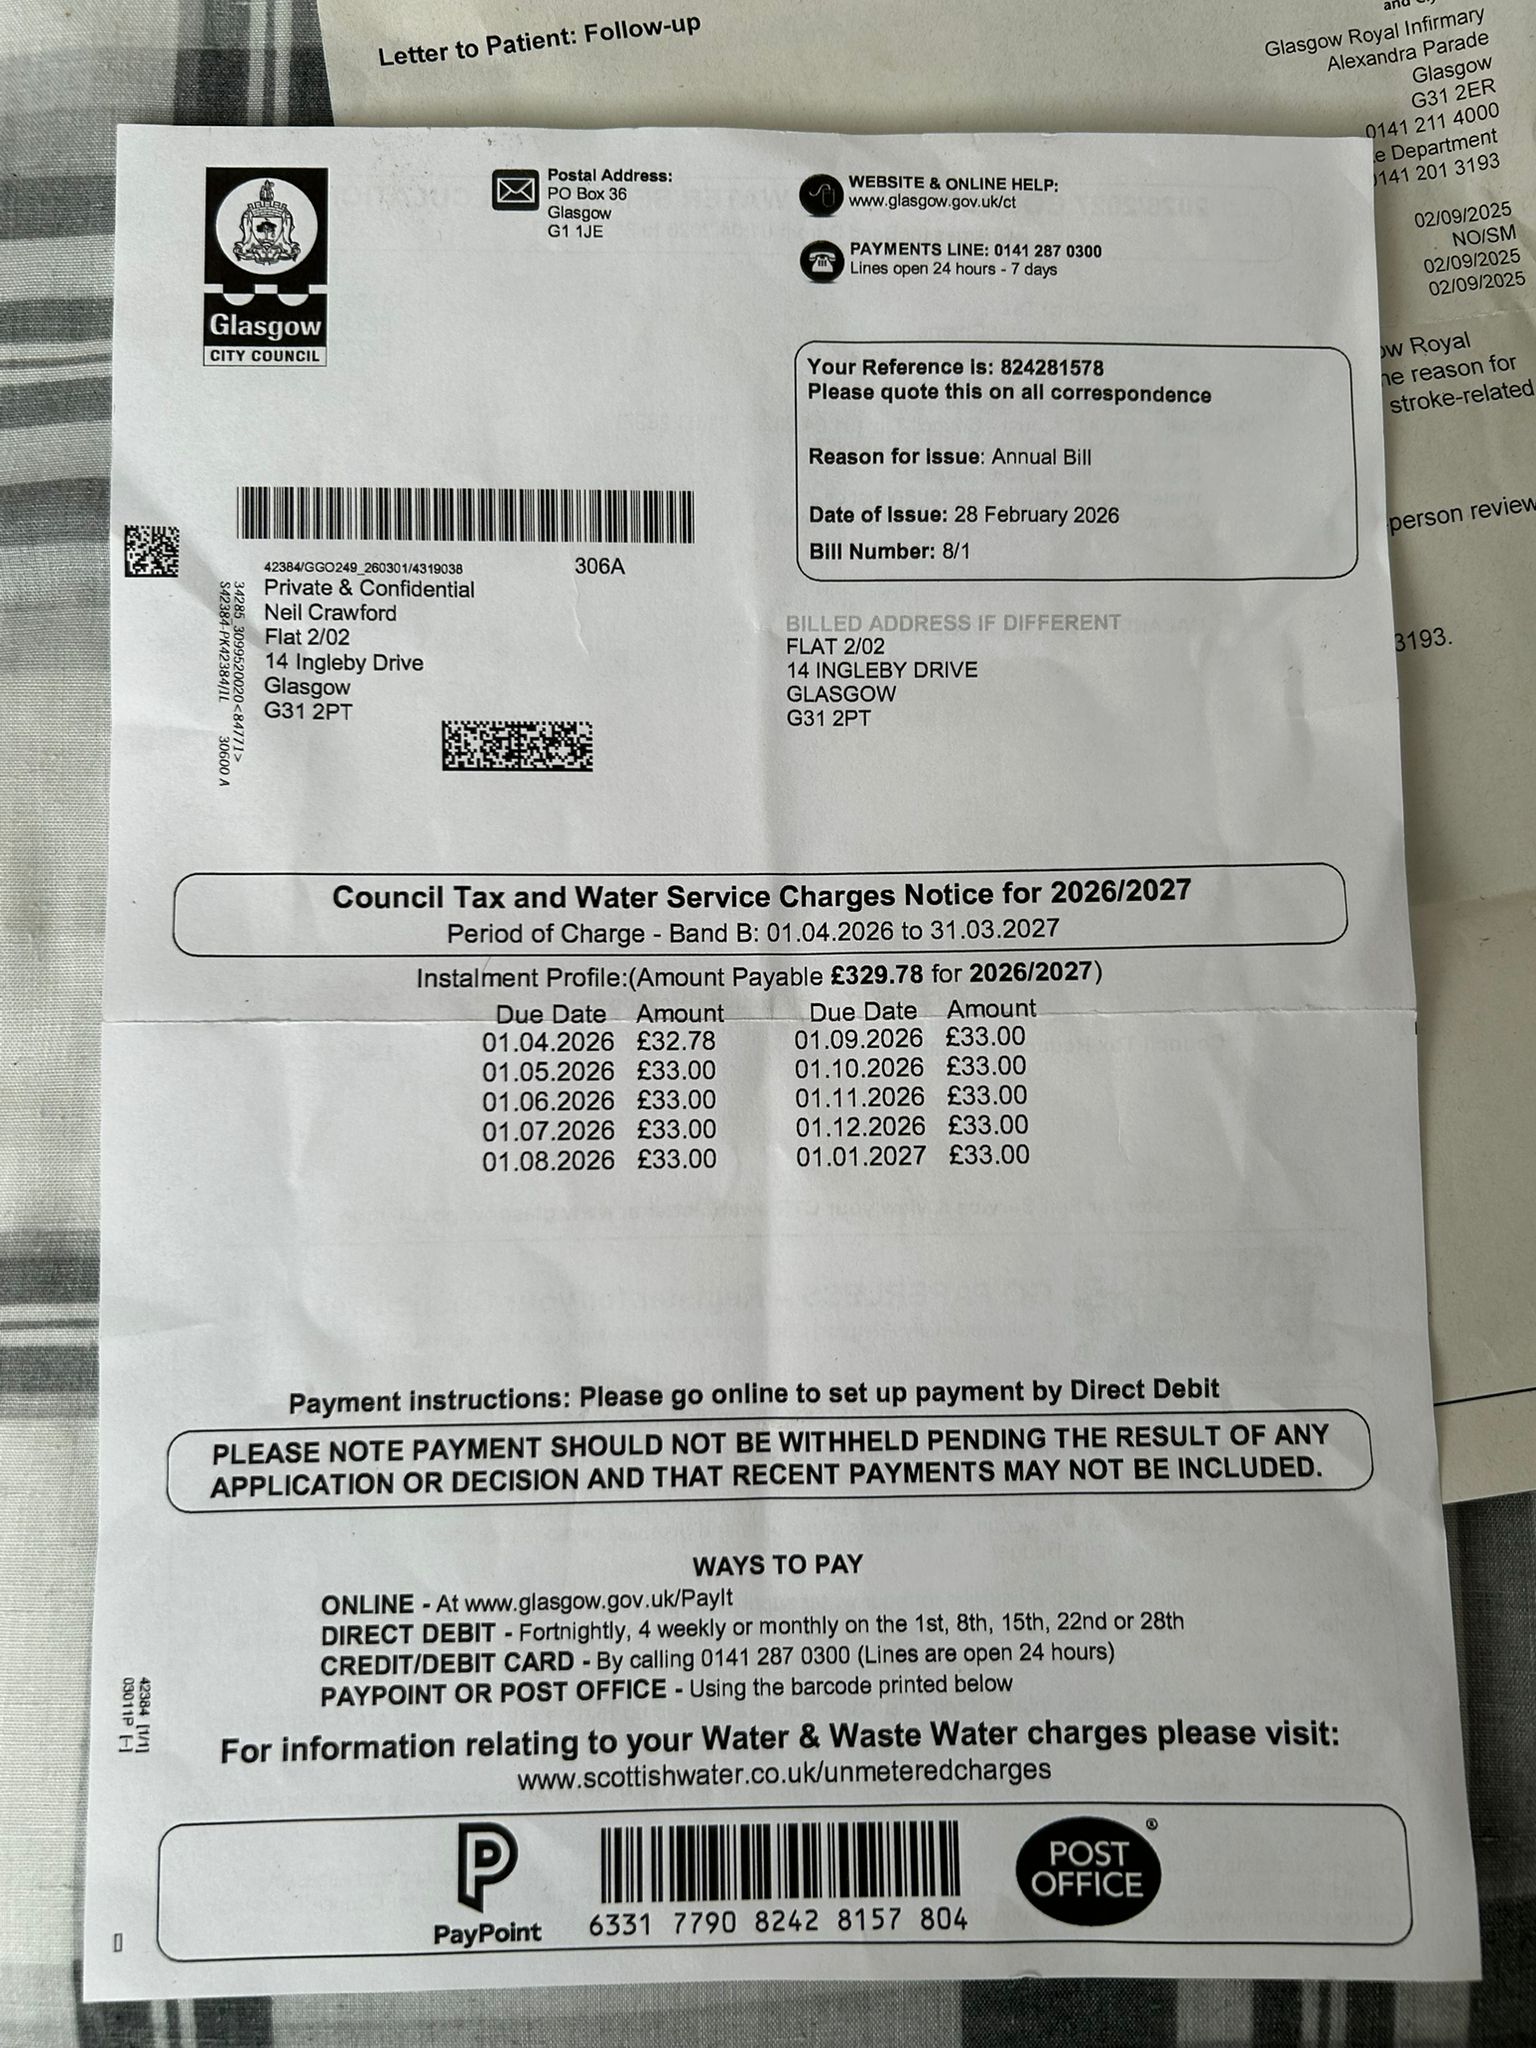 Letter to Patient: Follow-up
Glasgow Royal Infirmary
Alexandra Parade
Glasgow
G31 2ER
0141 211 4000
Department
0141 201 3193
02/09/2025
NO/SM
02/09/2025
02/09/2025
Royal
reason for
stroke-related
person review
3193.
Glasgow
CITY COUNCIL
Postal Address:
PO Box 36
Glasgow
G1 1JE
WEBSITE & ONLINE HELP:
www.glasgow.gov.uk/ct
PAYMENTS LINE: 0141 287 0300
Lines open 24 hours - 7 days
Your Reference is: 824281578
Please quote this on all correspondence
Reason for issue: Annual Bill
Date of Issue: 28 February 2026
Bill Number: 8/1
42384/GGO249_260301/4319038 306A
Private & Confidential
Neil Crawford
Flat 2/02
14 Ingleby Drive
Glasgow
G31 2PT
34285_3099520020<84771>
S42384-PK42384/1L 30600 A
BILLED ADDRESS IF DIFFERENT
FLAT 2/02
14 INGLEBY DRIVE
GLASGOW
G31 2PT
Council Tax and Water Service Charges Notice for 2026/2027
Period of Charge - Band B: 01.04.2026 to 31.03.2027
Instalment Profile:(Amount Payable £329.78 for 2026/2027)
Due Date Amount Due Date Amount
01.04.2026 £32.78 01.09.2026 £33.00
01.05.2026 £33.00 01.10.2026 £33.00
01.06.2026 £33.00 01.11.2026 £33.00
01.07.2026 £33.00 01.12.2026 £33.00
01.08.2026 £33.00 01.01.2027 £33.00
Payment instructions: Please go online to set up payment by Direct Debit
PLEASE NOTE PAYMENT SHOULD NOT BE WITHHELD PENDING THE RESULT OF ANY
APPLICATION OR DECISION AND THAT RECENT PAYMENTS MAY NOT BE INCLUDED.
WAYS TO PAY
ONLINE - At www.glasgow.gov.uk/PayIt
DIRECT DEBIT - Fortnightly, 4 weekly or monthly on the 1st, 8th, 15th, 22nd or 28th
CREDIT/DEBIT CARD - By calling 0141 287 0300 (Lines are open 24 hours)
PAYPOINT OR POST OFFICE - Using the barcode printed below
42384 [1/1]
03011P [-]
For information relating to your Water & Waste Water charges please visit:
www.scottishwater.co.uk/unmeteredcharges
PayPoint
6331 7790 8242 8157 804
POST
OFFICE
®